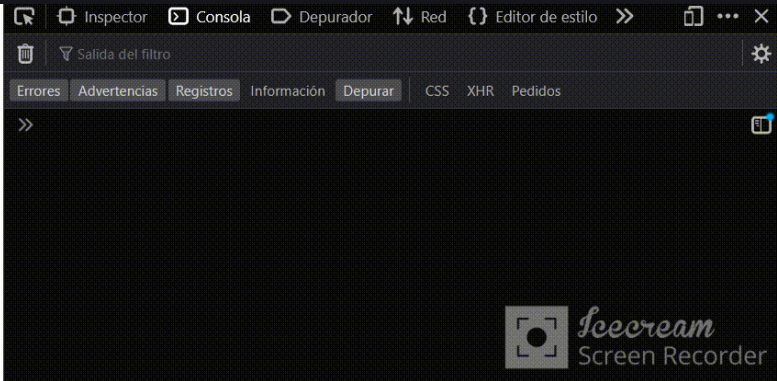 Inspector Consola Depurador Red Editor de estilo
Salida del filtro
Errores Advertencias Registros Información Depurar CSS XHR Pedidos
Icecream
Screen Recorder